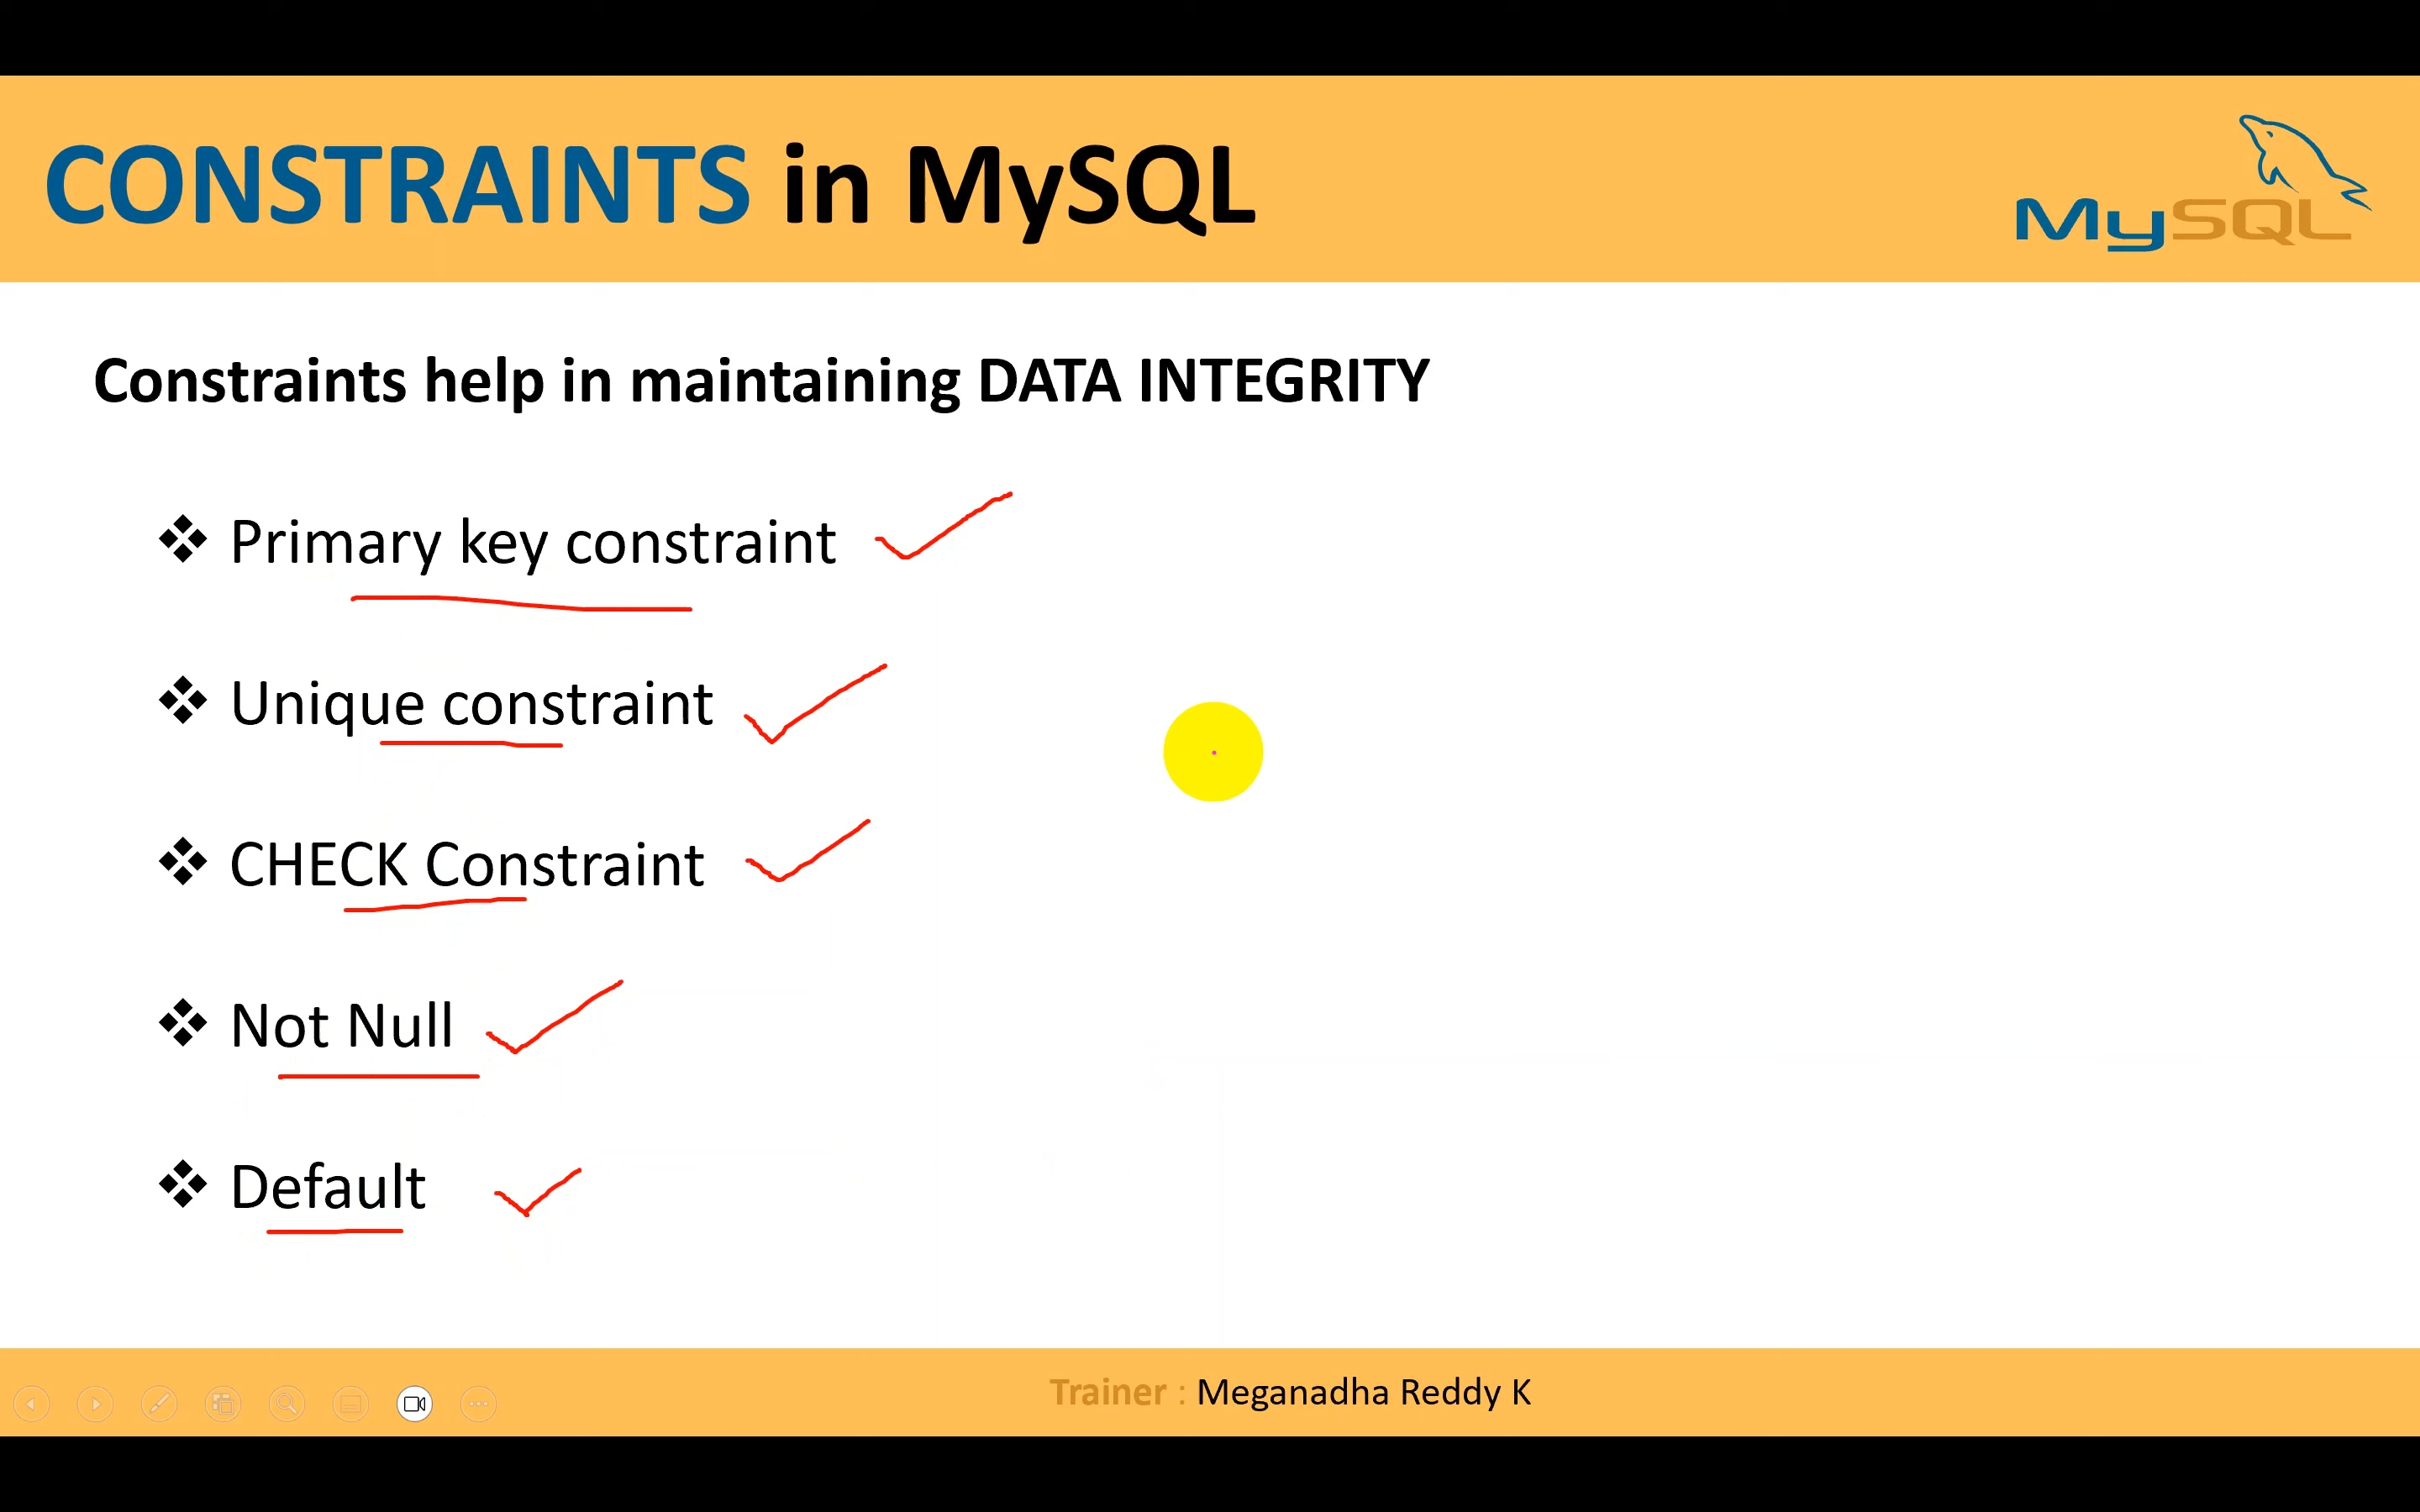 CONSTRAINTS in MySQL
MySQL
Constraints help in maintaining DATA INTEGRITY
Primary key constraint
Unique constraint
CHECK Constraint
Not Null
Default
Trainer : Meganadha Reddy K